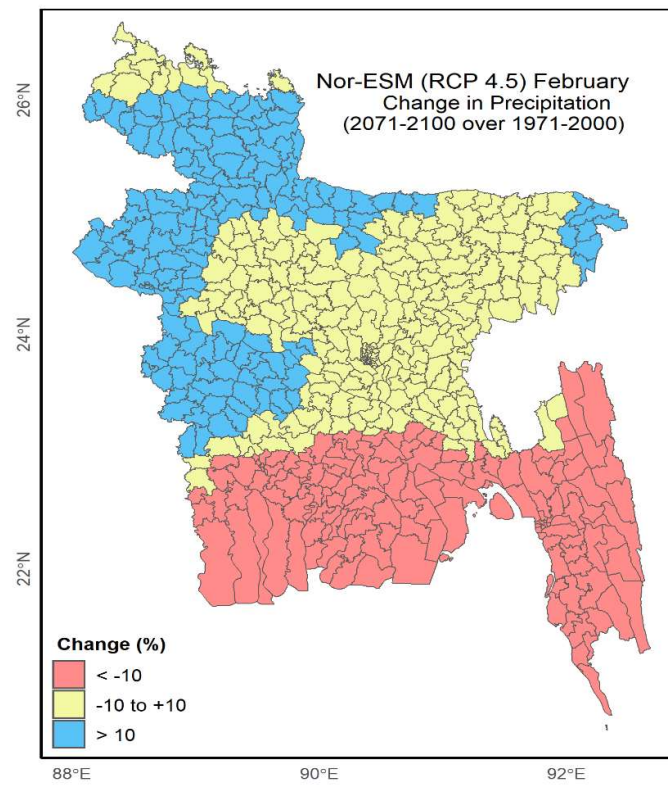 Nor-ESM (RCP 4.5) February
Change in Precipitation
(2071-2100 over 1971-2000)
26°N
24°N
22°N
Change (%)
< -10
-10 to +10
> 10
1
88°E
90°E
92°E